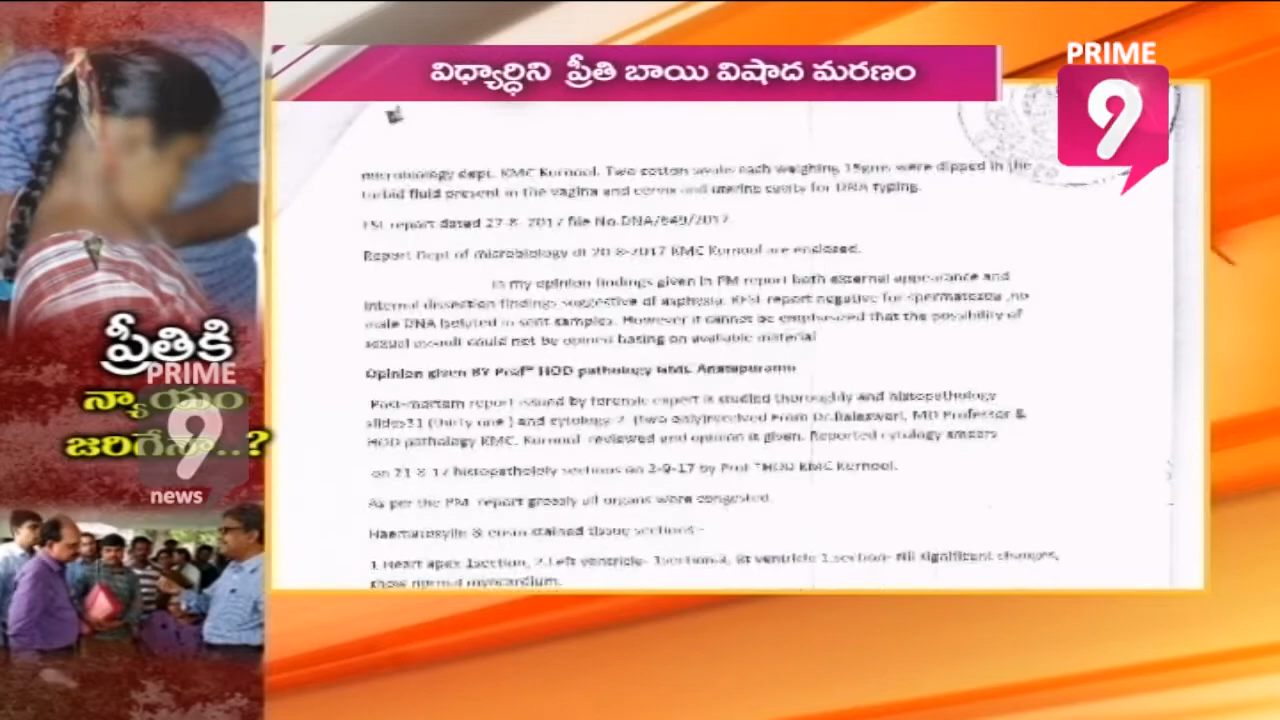 PRIME
9
విధ్యార్ధిని ప్రీతి బాయి విషాద మరణం
microbiology dept. KMC Kurnool. Two cotton swabs each weighing 15gms were dipped in the
turbid fluid present in the vagina and cervix and uterine cavity for DNA typing.
FSL report dated 27-8-2017 file No.DNA/649/2017
Report Dept of microbiology dt 20-8-2017 KMC Kurnool are enclosed.
In my opinion findings given in PM report both external appearance and
internal dissection findings suggestive of asphexia. RFSL report negative for spermatozoa ,no
male DNA isolated in sent samples. However it cannot be emphasized that the possibility of
sexual assault could not be opined basing on available material
Opinion given BY Prof HOD pathology GMC Anatapuramu
Post-mortem report issued by forensic expert is studied thoroughly and histopathology
slides31 (thirty one ) and cytology-2 (two only)received From Dr. MD Professor &
HOD pathology KMC. Kurnool reviewed and opinion is given. Reported cytology smears
on 21-8-17 histopathololy sections on 2-9-17 by Prof HOD KMC Kurnool.
As per the PM report grossly all organs were congested.
Haematoxylin & eosin stained tissue sections:-
1.Heart apex 1section, 2.Left ventricle- 1section-3, Rt ventricle 1.section- Nil significant changes,
show normal myocardium.
ప్రీతికి
న్యాయం
జరిగేనా..?
PRIME
9
news